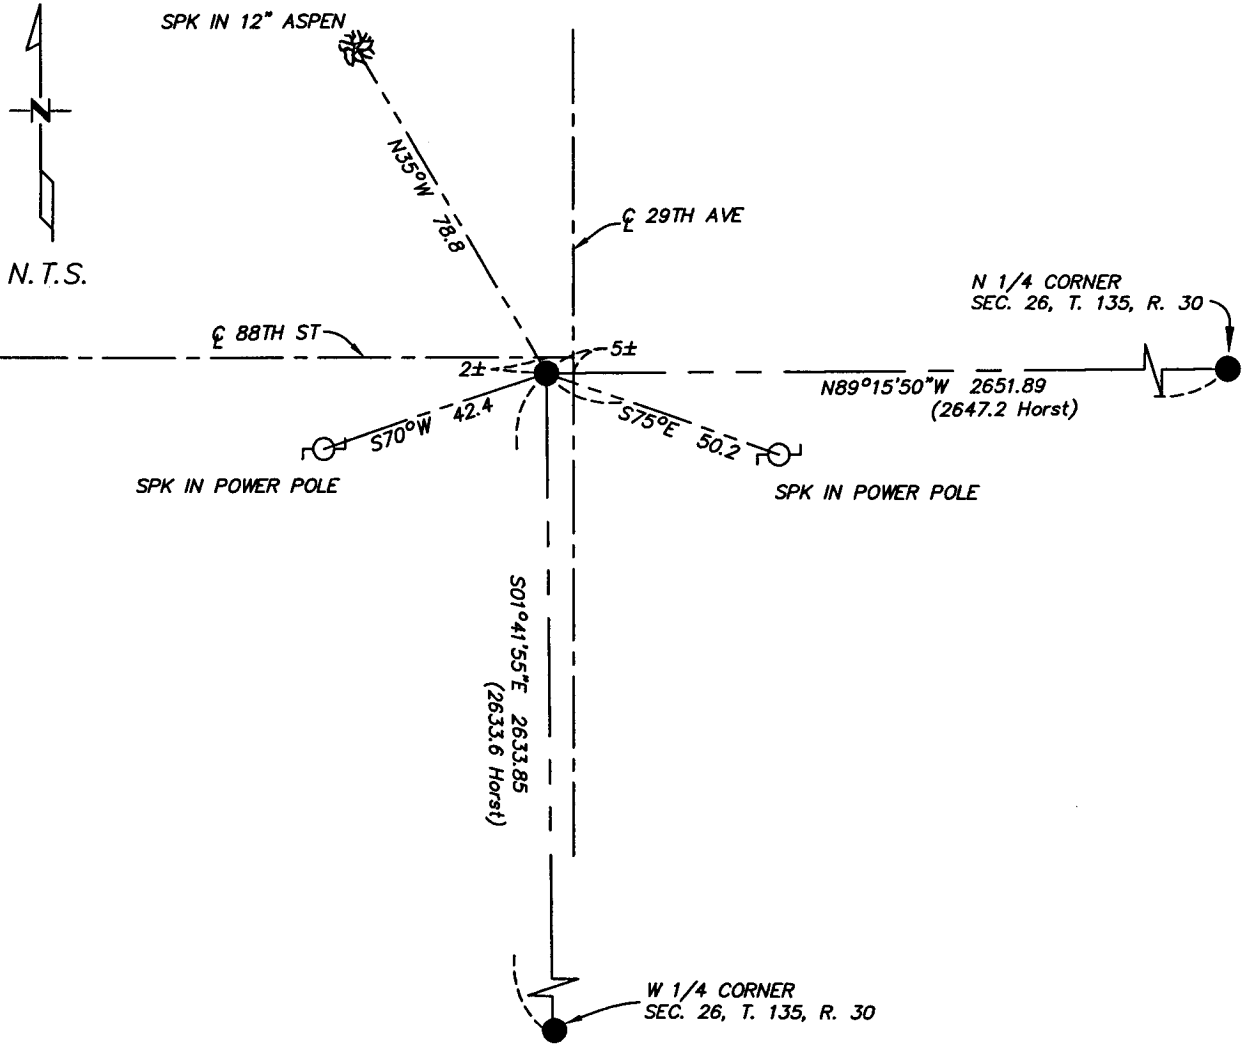 SPK IN 12" ASPEN
N
N.T.S.
N35°W 78.8
℄ 29TH AVE
N 1/4 CORNER
SEC. 26, T. 135, R. 30
℄ 88TH ST
5±
2±
N89°15'50"W 2651.89
(2647.2 Horst)
S70°W 42.4
S75°E 50.2
SPK IN POWER POLE
SPK IN POWER POLE
S01°41'55"E 2633.85
(2633.6 Horst)
W 1/4 CORNER
SEC. 26, T. 135, R. 30